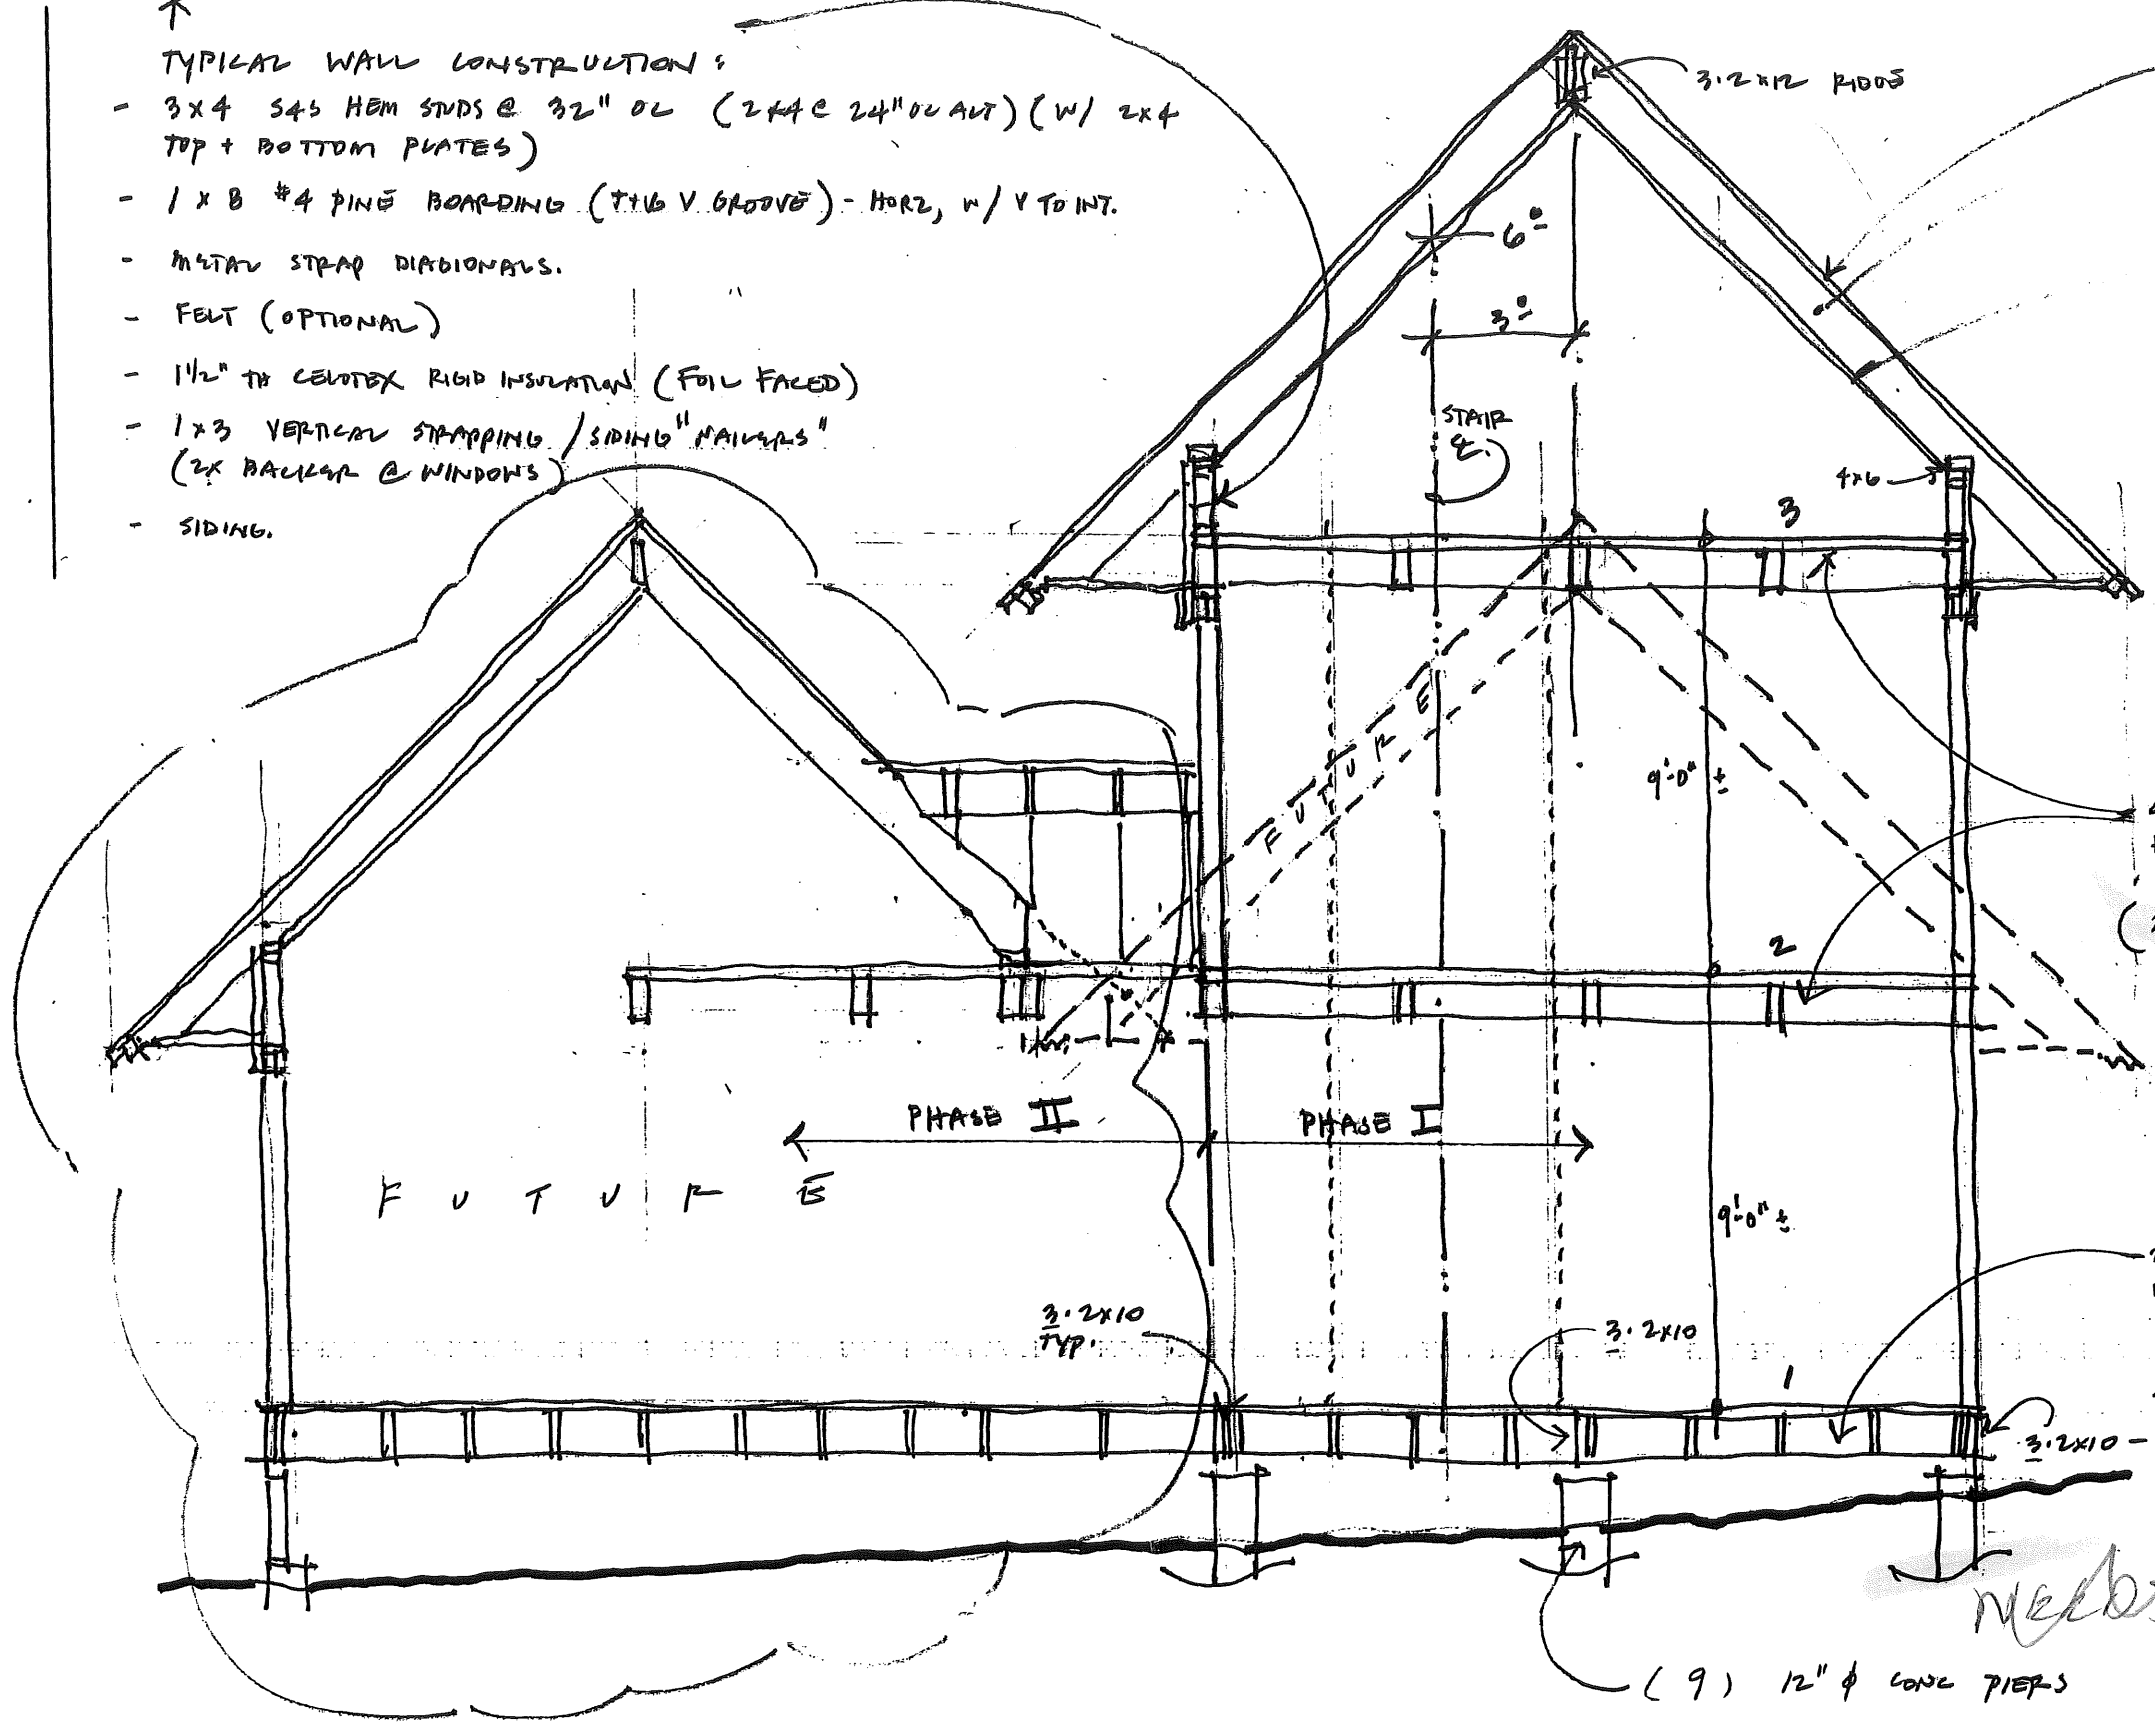 TYPICAL WALL CONSTRUCTION:
- 3x4 S4S HEM STUDS @ 32" OC (2x4 @ 24" OC ALT) (W/ 2x4
TOP + BOTTOM PLATES)
- 1 x 8 #4 PINE BOARDING (T+G V GROOVE) - HORZ, W/ V TO INT.
- METAL STRAP DIAGIONALS.
- FELT (OPTIONAL)
- 1 1/2" TH CELOTEX RIGID INSULATION (FOIL FACED)
- 1x3 VERTICAL STRAPPING / SIDING "NAILERS"
(2x BACKER @ WINDOWS)
- SIDING.
3·2x12 RIDGE
6°
3°
STAIR
℄.
4x6
3
FUTURE
9'-0" ±
2
PHASE II
PHASE I
FUTURE
9'-0" ±
3·2x10
TYP.
3·2x10
1
3·2x10 -
(9) 12" ϕ CONC PIERS